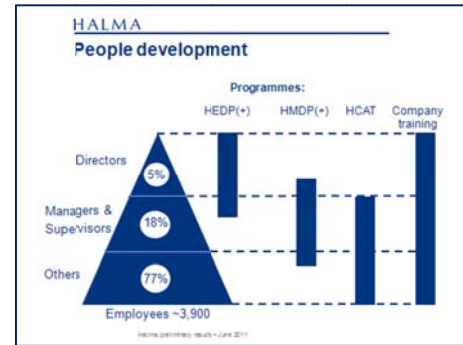 HALMA
People development
Programmes:
HEDP(+) HMDP(+) HCAT Company training
Directors
5%
Managers &
Supervisors
18%
Others
77%
Employees ~3,900
Halma preliminary results – June 2011